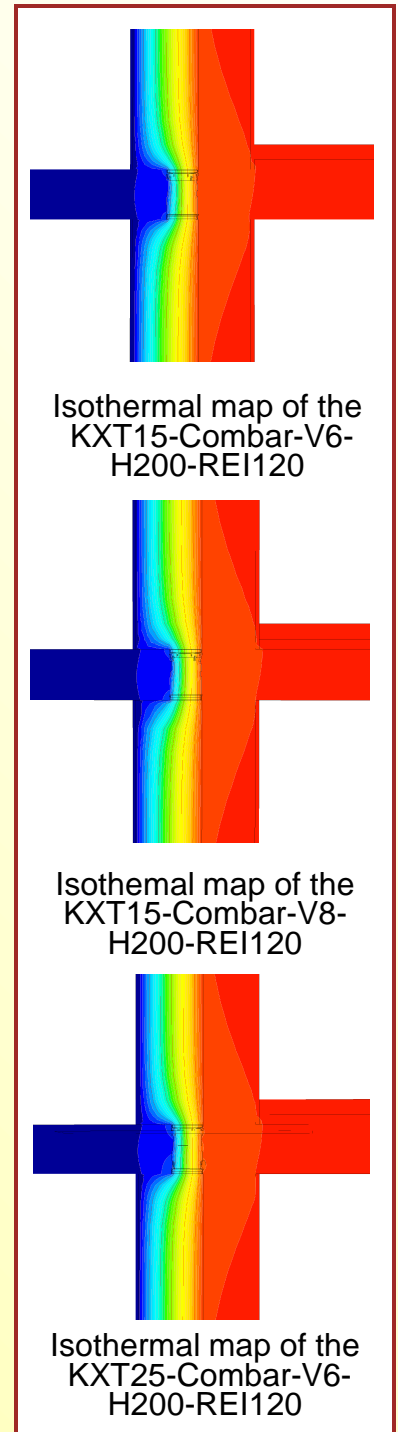 Isothermal map of the
KXT15-Combar-V6-
H200-REI120
Isothemal map of the
KXT15-Combar-V8-
H200-REI120
Isothermal map of the
KXT25-Combar-V6-
H200-REI120